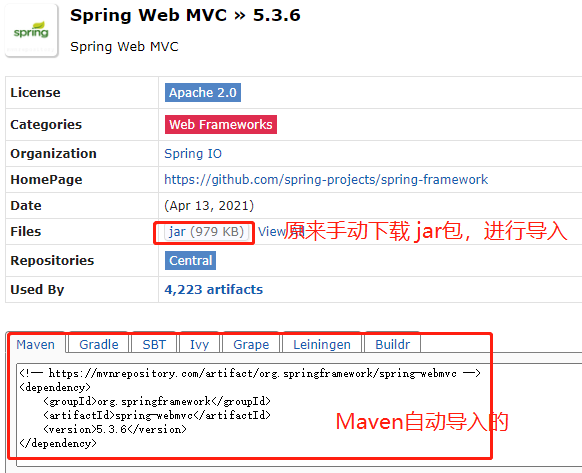 Spring Web MVC » 5.3.6
spring
Spring Web MVC
License Apache 2.0
Categories Web Frameworks
Organization Spring IO
HomePage https://github.com/spring-projects/spring-framework
Date (Apr 13, 2021)
Files jar (979 KB) View 原来手动下载 jar包，进行导入
Repositories Central
Used By 4,223 artifacts
Maven Gradle SBT Ivy Grape Leiningen Buildr
<!-- https://mvnrepository.com/artifact/org.springframework/spring-webmvc -->
<dependency>
<groupId>org.springframework</groupId>
<artifactId>spring-webmvc</artifactId>
<version>5.3.6</version>
</dependency>
Maven自动导入的